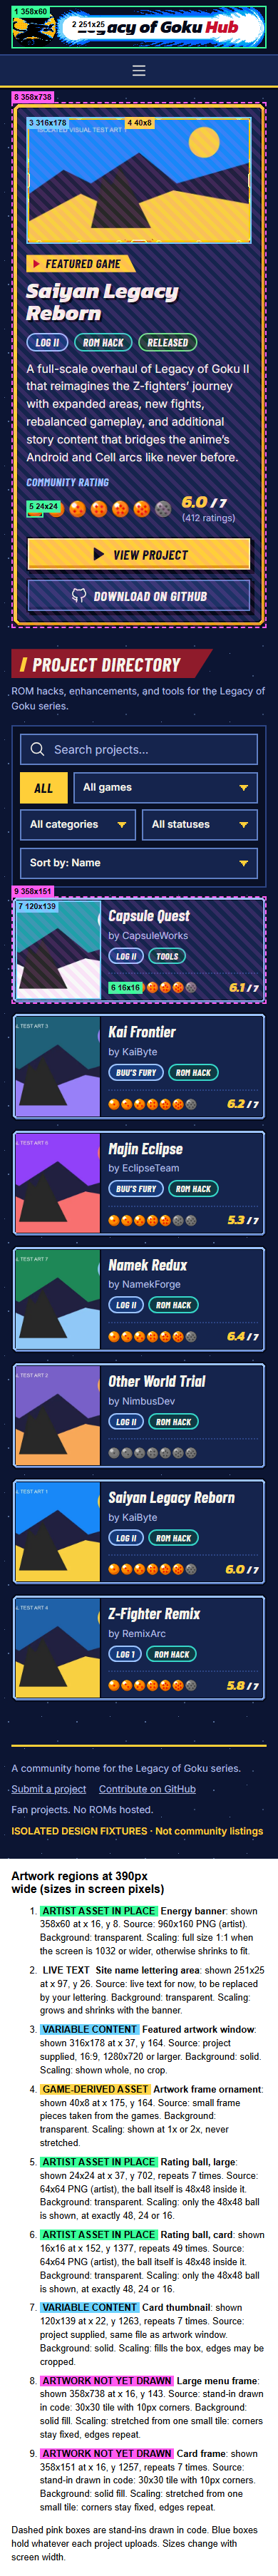 1 358x60
2 251x25
Legacy of Goku Hub
8 358x738
3 316x178
4 40x8
ISOLATED VISUAL TEST ART
FEATURED GAME
Saiyan Legacy
Reborn
LOG II
ROM HACK
RELEASED
A full-scale overhaul of Legacy of Goku II
that reimagines the Z-fighters' journey
with expanded areas, new fights,
rebalanced gameplay, and additional
story content that bridges the anime's
Android and Cell arcs like never before.
COMMUNITY RATING
5 24x24
6.0 / 7
(412 ratings)
VIEW PROJECT
DOWNLOAD ON GITHUB
PROJECT DIRECTORY
ROM hacks, enhancements, and tools for the Legacy of
Goku series.
Search projects...
ALL
All games
All categories
All statuses
Sort by: Name
9 358x151
7 120x139
Capsule Quest
by CapsuleWorks
LOG II
TOOLS
6 16x16
6.1 / 7
L TEST ART 3
Kai Frontier
by KaiByte
BUU'S FURY
ROM HACK
6.2 / 7
L TEST ART 6
Majin Eclipse
by EclipseTeam
BUU'S FURY
ROM HACK
5.3 / 7
L TEST ART 7
Namek Redux
by NamekForge
LOG II
ROM HACK
6.4 / 7
L TEST ART 2
Other World Trial
by NimbusDev
LOG II
ROM HACK
L TEST ART 1
Saiyan Legacy Reborn
by KaiByte
LOG II
ROM HACK
6.0 / 7
L TEST ART 4
Z-Fighter Remix
by RemixArc
LOG 1
ROM HACK
5.8 / 7
A community home for the Legacy of Goku series.
Submit a project
Contribute on GitHub
Fan projects. No ROMs hosted.
ISOLATED DESIGN FIXTURES · Not community listings
Artwork regions at 390px
wide (sizes in screen pixels)
1. ARTIST ASSET IN PLACE Energy banner: shown
358x60 at x 16, y 8. Source: 960x160 PNG (artist).
Background: transparent. Scaling: full size 1:1 when
the screen is 1032 or wider, otherwise shrinks to fit.
2. LIVE TEXT Site name lettering area: shown 251x25
at x 97, y 26. Source: live text for now, to be replaced
by your lettering. Background: transparent. Scaling:
grows and shrinks with the banner.
3. VARIABLE CONTENT Featured artwork window:
shown 316x178 at x 37, y 164. Source: project
supplied, 16:9, 1280x720 or larger. Background: solid.
Scaling: shown whole, no crop.
4. GAME-DERIVED ASSET Artwork frame ornament:
shown 40x8 at x 175, y 164. Source: small frame
pieces taken from the games. Background:
transparent. Scaling: shown at 1x or 2x, never
stretched.
5. ARTIST ASSET IN PLACE Rating ball, large:
shown 24x24 at x 37, y 702, repeats 7 times. Source:
64x64 PNG (artist), the ball itself is 48x48 inside it.
Background: transparent. Scaling: only the 48x48 ball
is shown, at exactly 48, 24 or 16.
6. ARTIST ASSET IN PLACE Rating ball, card: shown
16x16 at x 152, y 1377, repeats 49 times. Source:
64x64 PNG (artist), the ball itself is 48x48 inside it.
Background: transparent. Scaling: only the 48x48 ball
is shown, at exactly 48, 24 or 16.
7. VARIABLE CONTENT Card thumbnail: shown
120x139 at x 22, y 1263, repeats 7 times. Source:
project supplied, same file as artwork window.
Background: solid. Scaling: fills the box, edges may be
cropped.
8. ARTWORK NOT YET DRAWN Large menu frame:
shown 358x738 at x 16, y 143. Source: stand-in drawn
in code: 30x30 tile with 10px corners. Background:
solid fill. Scaling: stretched from one small tile: corners
stay fixed, edges repeat.
9. ARTWORK NOT YET DRAWN Card frame: shown
358x151 at x 16, y 1257, repeats 7 times. Source:
stand-in drawn in code: 30x30 tile with 10px corners.
Background: solid fill. Scaling: stretched from one
small tile: corners stay fixed, edges repeat.
Dashed pink boxes are stand-ins drawn in code. Blue boxes
hold whatever each project uploads. Sizes change with
screen width.